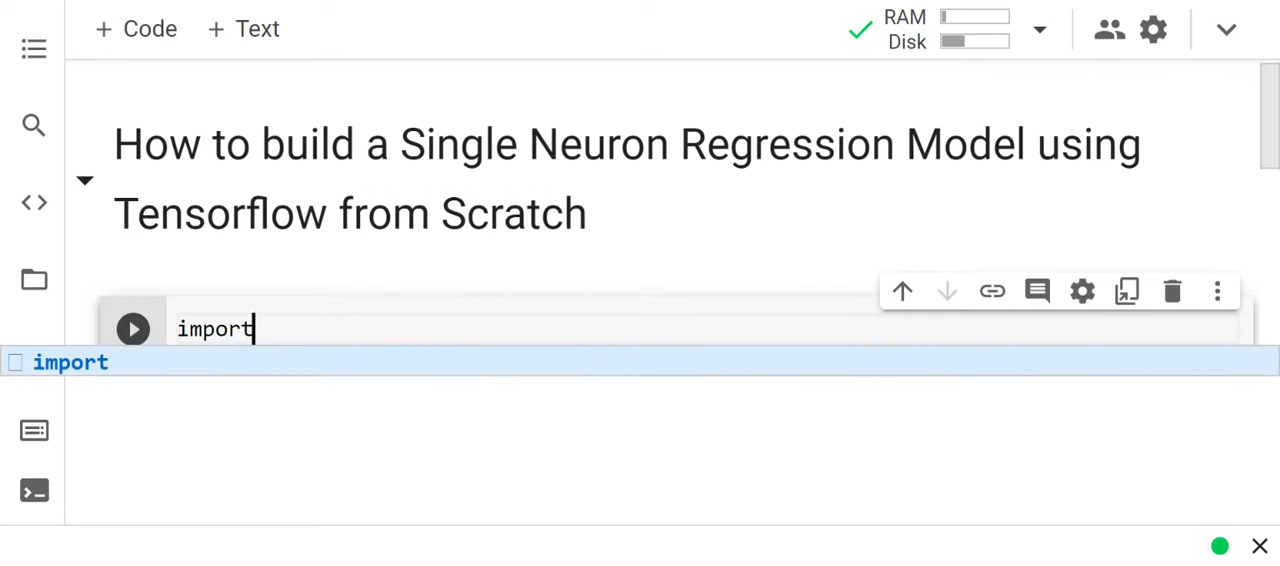 + Code + Text
RAM
Disk
How to build a Single Neuron Regression Model using
Tensorflow from Scratch
import
import